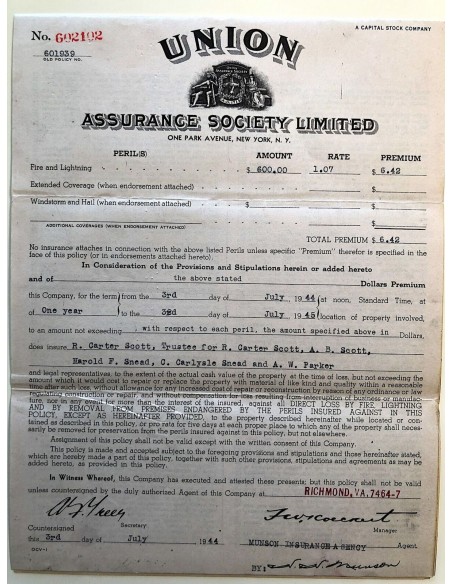 A CAPITAL STOCK COMPANY
No. 602102
601939
OLD POLICY NO.
UNION
ASSURANCE SOCIETY LIMITED
ONE PARK AVENUE, NEW YORK, N. Y.
PERIL(S) AMOUNT RATE PREMIUM
Fire and Lightning $ 600.00 1.07 $ 6.42
Extended Coverage (when endorsement attached) $
Windstorm and Hail (when endorsement attached) $ $
ADDITIONAL COVERAGES (WHEN ENDORSEMENT ATTACHED)
TOTAL PREMIUM $ 6.42
No insurance attaches in connection with the above listed Perils unless specific "Premium" therefor is specified in the
face of this policy (or in endorsements attached hereto).
In Consideration of the Provisions and Stipulations herein or added hereto
and of the above stated Dollars Premium
this Company, for the term from the 3rd day of July 1944 at noon, Standard Time, at
of One year to the 3rd day of July 1945 location of property involved,
to an amount not exceeding , with respect to each peril, the amount specified above in Dollars,
does insure R. Carter Scott, Trustee for R. Carter Scott, A. B. Scott,
Harold F. Snead, C. Carlysle Snead and A. W. Parker
and legal representatives, to the extent of the actual cash value of the property at the time of loss, but not exceeding the
amount which it would cost to repair or replace the property with material of like kind and quality within a reasonable
time after such loss, without allowance for any increased cost of repair or reconstruction by reason of any ordinance or law
regulating construction or repair, and without compensation for loss resulting from interruption of business or manufac-
ture, nor in any event for more than the interest of the insured, against all DIRECT LOSS BY FIRE, LIGHTNING
AND BY REMOVAL FROM PREMISES ENDANGERED BY THE PERILS INSURED AGAINST IN THIS
POLICY, EXCEPT AS HEREINAFTER PROVIDED, to the property described hereinafter while located or con-
tained as described in this policy, or pro rata for five days at each proper place to which any of the property shall neces-
sarily be removed for preservation from the perils insured against in this policy, but not elsewhere.
Assignment of this policy shall not be valid except with the written consent of this Company.
This policy is made and accepted subject to the foregoing provisions and stipulations and those hereinafter stated,
which are hereby made a part of this policy, together with such other provisions, stipulations and agreements as may be
added hereto, as provided in this policy.
In Witness Whereof, this Company has executed and attested these presents; but this policy shall not be valid
unless countersigned by the duly authorized Agent of this Company at RICHMOND, VA. 7464-7
Secretary Manager
Countersigned
this 3rd day of July 1944 MUNSON INSURANCE AGENCY Agent.
BY: Munson